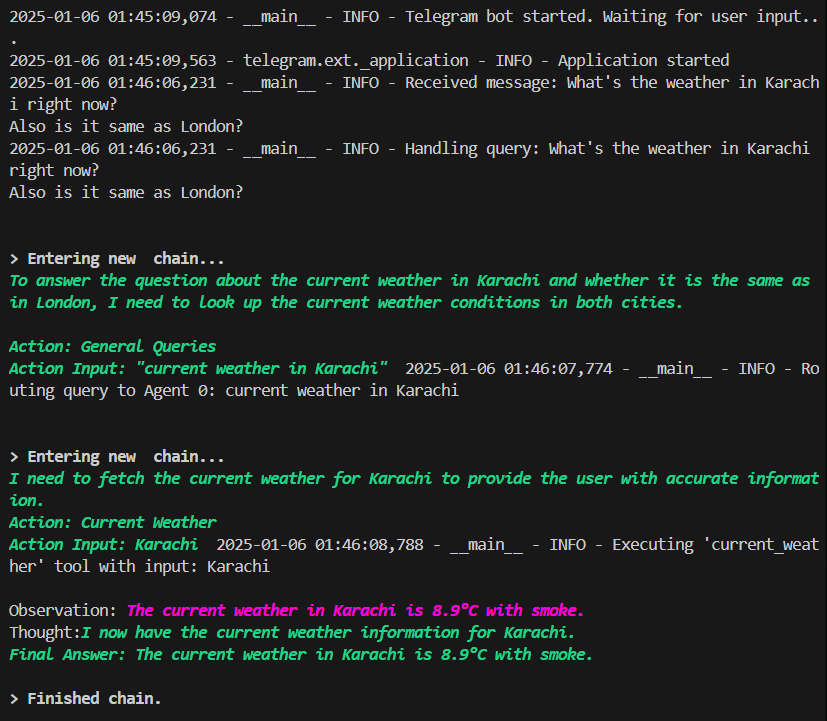 2025-01-06 01:45:09,074 - __main__ - INFO - Telegram bot started. Waiting for user input..
.
2025-01-06 01:45:09,563 - telegram.ext._application - INFO - Application started
2025-01-06 01:46:06,231 - __main__ - INFO - Received message: What's the weather in Karach
i right now?
Also is it same as London?
2025-01-06 01:46:06,231 - __main__ - INFO - Handling query: What's the weather in Karachi
right now?
Also is it same as London?
> Entering new  chain...
To answer the question about the current weather in Karachi and whether it is the same as
in London, I need to look up the current weather conditions in both cities.
Action: General Queries
Action Input: "current weather in Karachi"  2025-01-06 01:46:07,774 - __main__ - INFO - Ro
uting query to Agent 0: current weather in Karachi
> Entering new  chain...
I need to fetch the current weather for Karachi to provide the user with accurate informat
ion.
Action: Current Weather
Action Input: Karachi  2025-01-06 01:46:08,788 - __main__ - INFO - Executing 'current_weat
her' tool with input: Karachi
Observation: The current weather in Karachi is 8.9°C with smoke.
Thought:I now have the current weather information for Karachi.
Final Answer: The current weather in Karachi is 8.9°C with smoke.
> Finished chain.